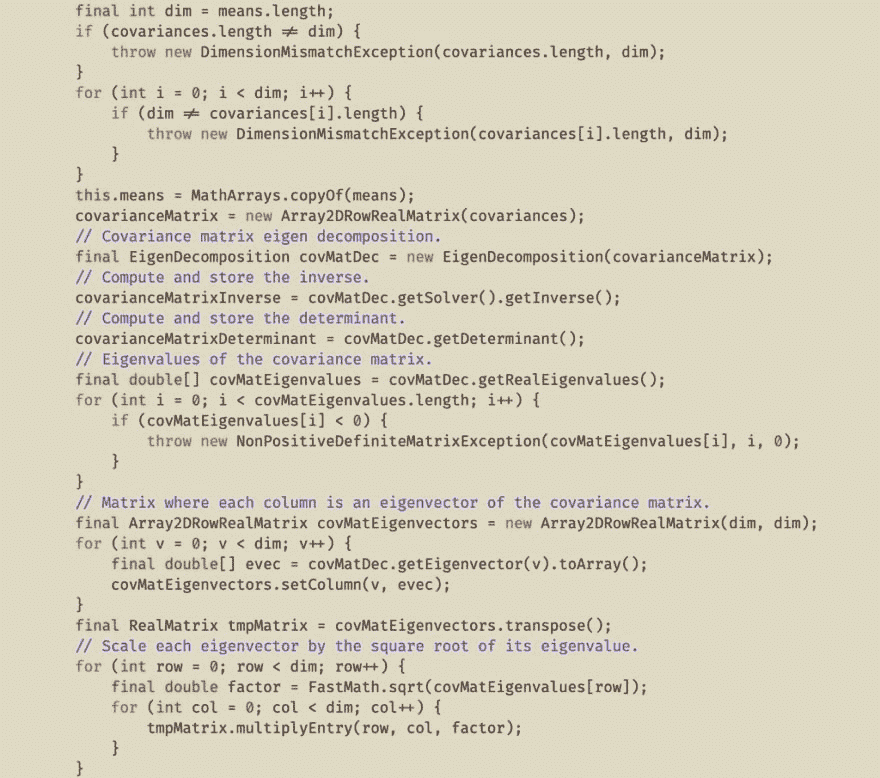 final int dim = means.length;
if (covariances.length ≠ dim) {
    throw new DimensionMismatchException(covariances.length, dim);
}
for (int i = 0; i < dim; i++) {
    if (dim ≠ covariances[i].length) {
        throw new DimensionMismatchException(covariances[i].length, dim);
    }
}
this.means = MathArrays.copyOf(means);
covarianceMatrix = new Array2DRowRealMatrix(covariances);
// Covariance matrix eigen decomposition.
final EigenDecomposition covMatDec = new EigenDecomposition(covarianceMatrix);
// Compute and store the inverse.
covarianceMatrixInverse = covMatDec.getSolver().getInverse();
// Compute and store the determinant.
covarianceMatrixDeterminant = covMatDec.getDeterminant();
// Eigenvalues of the covariance matrix.
final double[] covMatEigenvalues = covMatDec.getRealEigenvalues();
for (int i = 0; i < covMatEigenvalues.length; i++) {
    if (covMatEigenvalues[i] < 0) {
        throw new NonPositiveDefiniteMatrixException(covMatEigenvalues[i], i, 0);
    }
}
// Matrix where each column is an eigenvector of the covariance matrix.
final Array2DRowRealMatrix covMatEigenvectors = new Array2DRowRealMatrix(dim, dim);
for (int v = 0; v < dim; v++) {
    final double[] evec = covMatDec.getEigenvector(v).toArray();
    covMatEigenvectors.setColumn(v, evec);
}
final RealMatrix tmpMatrix = covMatEigenvectors.transpose();
// Scale each eigenvector by the square root of its eigenvalue.
for (int row = 0; row < dim; row++) {
    final double factor = FastMath.sqrt(covMatEigenvalues[row]);
    for (int col = 0; col < dim; col++) {
        tmpMatrix.multiplyEntry(row, col, factor);
    }
}